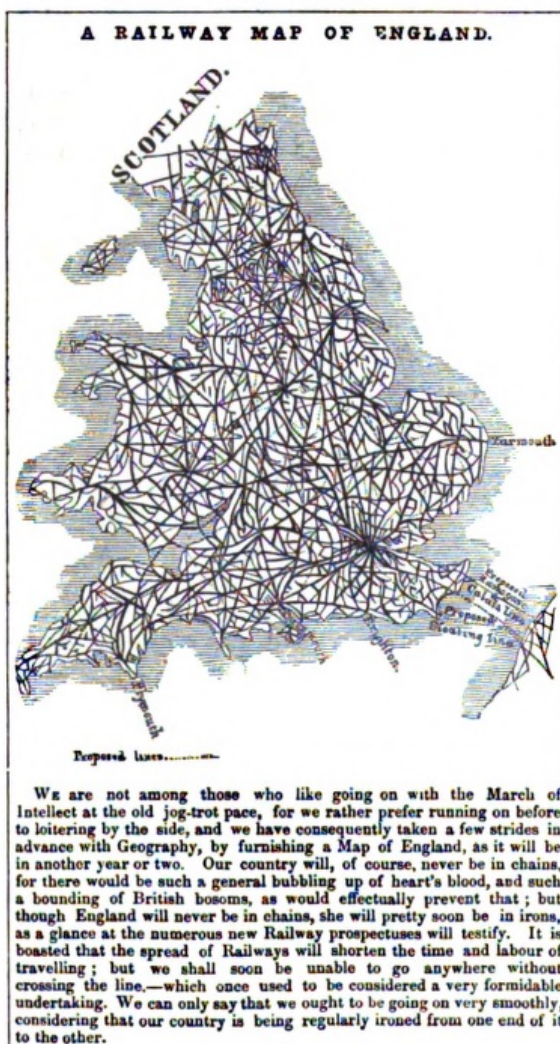 A RAILWAY MAP OF ENGLAND.
SCOTLAND.
Yarmouth
Proposed
Calais Line
Proposed
Floating Line
Brighton.
Plymouth
Proposed lines
WE are not among those who like going on with the March of
Intellect at the old jog-trot pace, for we rather prefer running on before
to loitering by the side, and we have consequently taken a few strides in
advance with Geography, by furnishing a Map of England, as it will be
in another year or two. Our country will, of course, never be in chains,
for there would be such a general bubbling up of heart's blood, and such
a bounding of British bosoms, as would effectually prevent that; but
though England will never be in chains, she will pretty soon be in irons,
as a glance at the numerous new Railway prospectuses will testify. It is
boasted that the spread of Railways will shorten the time and labour of
travelling; but we shall soon be unable to go anywhere without
crossing the line,—which once used to be considered a very formidable
undertaking. We can only say that we ought to be going on very smoothly,
considering that our country is being regularly ironed from one end of it
to the other.